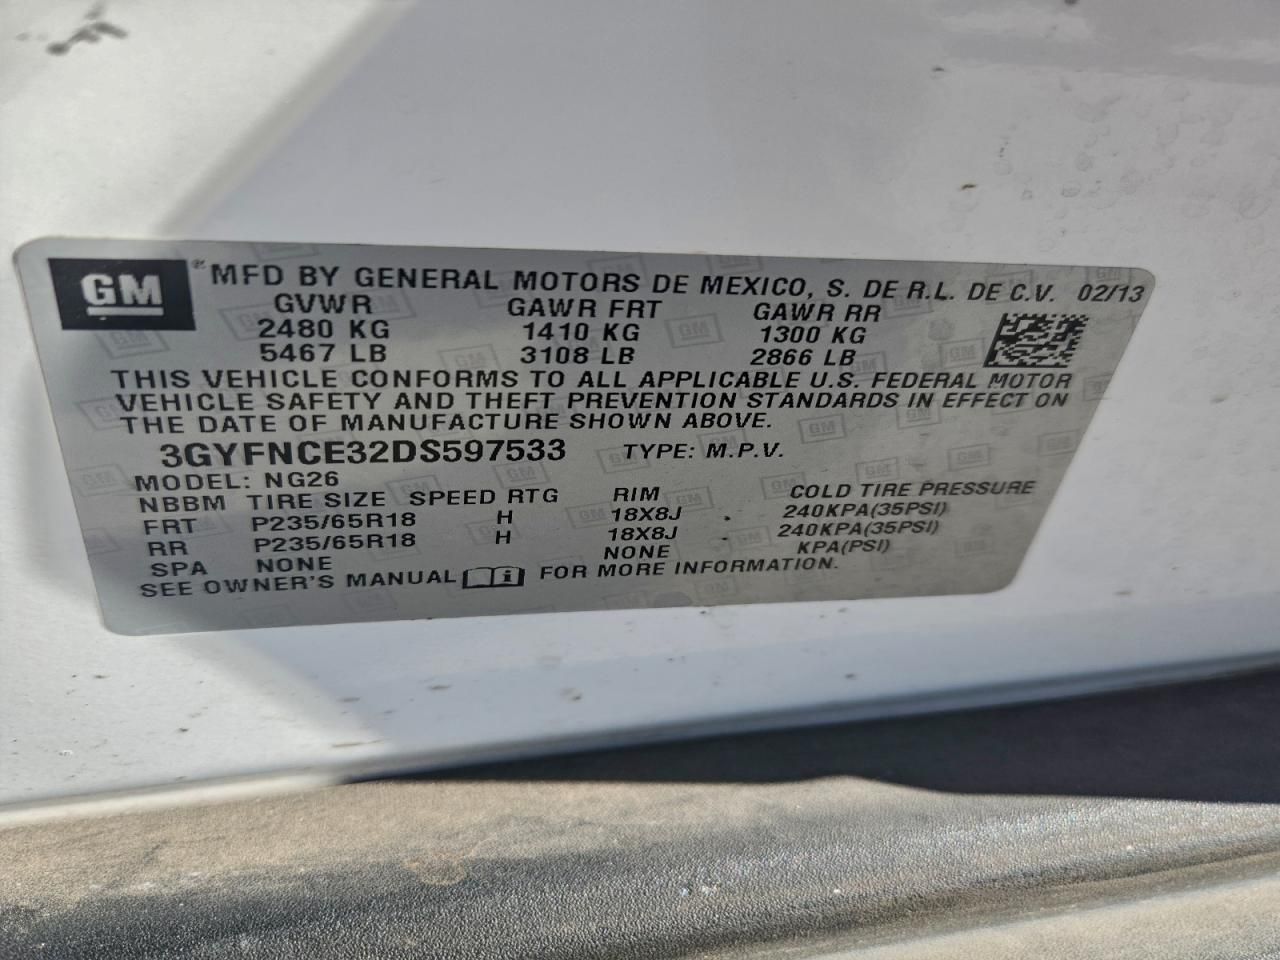 GM ® MFD BY GENERAL MOTORS DE MEXICO, S. DE R.L. DE C.V. 02/13
GVWR GAWR FRT GAWR RR
2480 KG 1410 KG 1300 KG
5467 LB 3108 LB 2866 LB
THIS VEHICLE CONFORMS TO ALL APPLICABLE U.S. FEDERAL MOTOR
VEHICLE SAFETY AND THEFT PREVENTION STANDARDS IN EFFECT ON
THE DATE OF MANUFACTURE SHOWN ABOVE.
3GYFNCE32DS597533 TYPE: M.P.V.
MODEL: NG26
NBBM TIRE SIZE SPEED RTG RIM COLD TIRE PRESSURE
FRT P235/65R18 H 18X8J 240KPA(35PSI)
RR P235/65R18 H 18X8J 240KPA(35PSI)
SPA NONE NONE KPA(PSI)
SEE OWNER'S MANUAL FOR MORE INFORMATION.